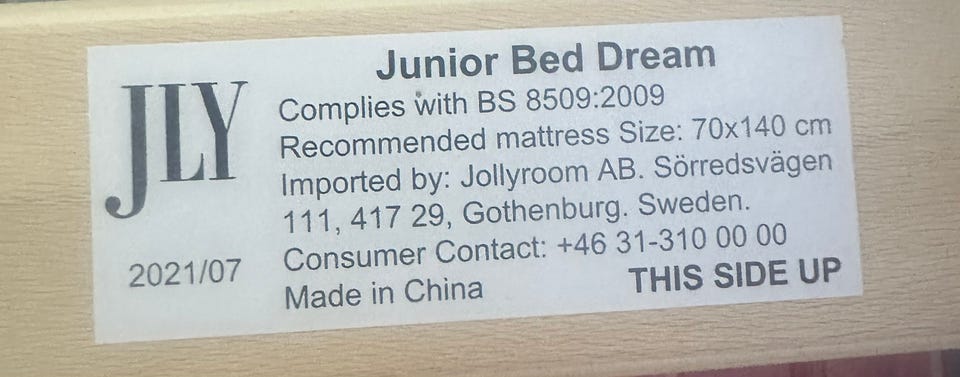 JLY
Junior Bed Dream
Complies with BS 8509:2009
Recommended mattress Size: 70x140 cm
Imported by: Jollyroom AB. Sörredsvägen
111, 417 29, Gothenburg. Sweden.
Consumer Contact: +46 31-310 00 00
2021/07
Made in China
THIS SIDE UP